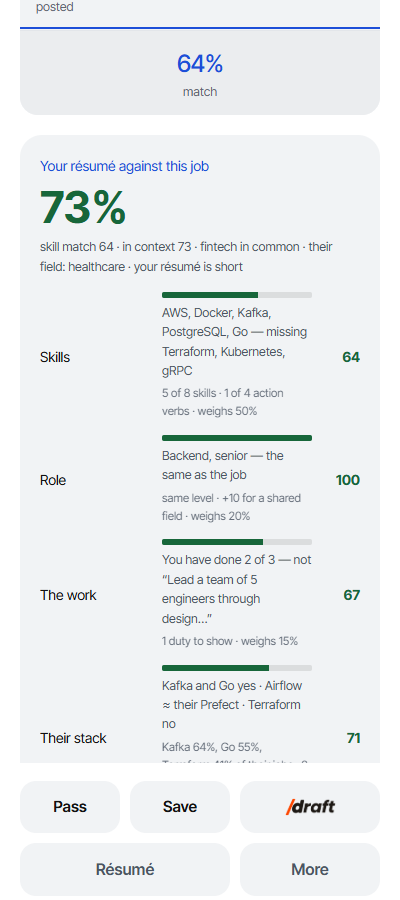 posted
64%
match
Your résumé against this job
73%
skill match 64 · in context 73 · fintech in common · their
field: healthcare · your résumé is short
Skills
AWS, Docker, Kafka,
PostgreSQL, Go — missing
Terraform, Kubernetes,
gRPC
5 of 8 skills · 1 of 4 action
verbs · weighs 50%
64
Role
Backend, senior — the
same as the job
same level · +10 for a shared
field · weighs 20%
100
The work
You have done 2 of 3 — not
“Lead a team of 5
engineers through
design...”
1 duty to show · weighs 15%
67
Their stack
Kafka and Go yes · Airflow
≈ their Prefect · Terraform
no
Kafka 64%, Go 55%,
71
Pass
Save
/draft
Résumé
More